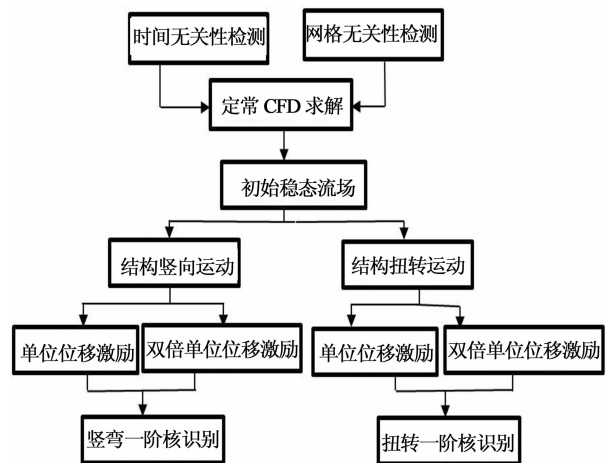 时间无关性检测
网格无关性检测
定常 CFD 求解
初始稳态流场
结构竖向运动
结构扭转运动
单位位移激励
双倍单位位移激励
单位位移激励
双倍单位位移激励
竖弯一阶核识别
扭转一阶核识别